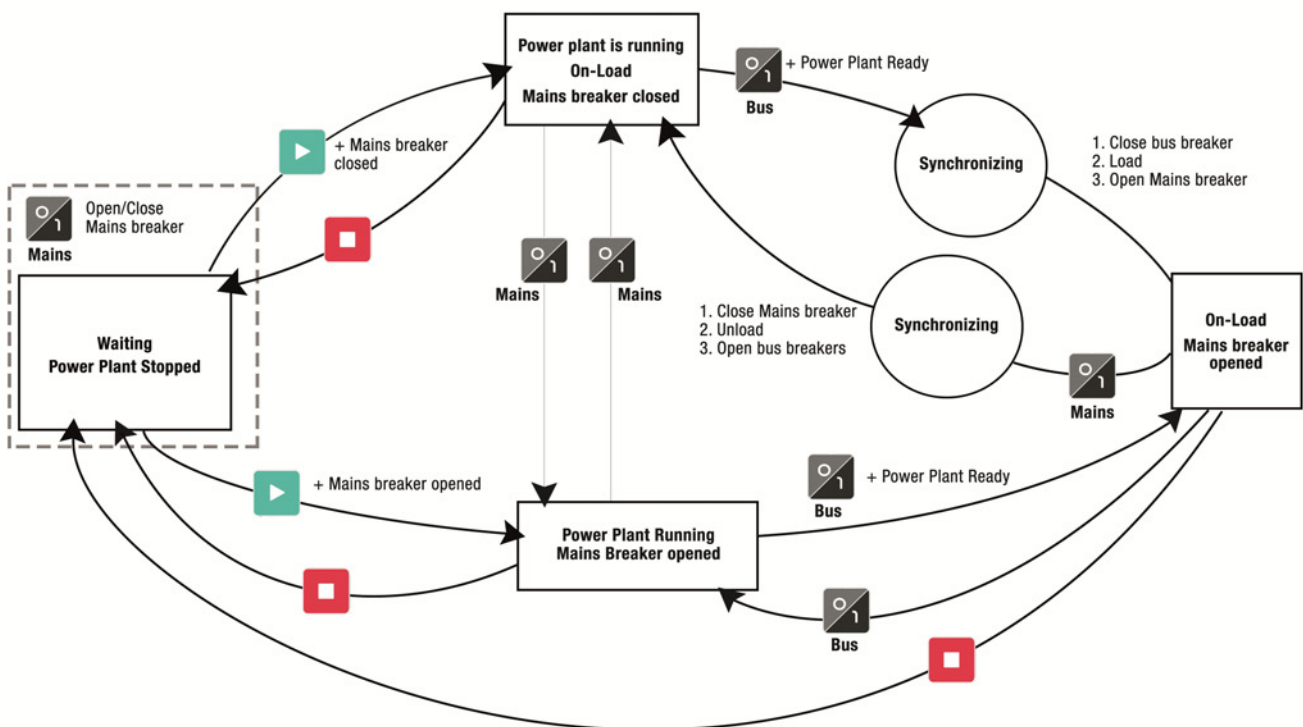 Power plant is running
On-Load
Mains breaker closed
+ Power Plant Ready
Bus
+ Mains breaker
closed
Synchronizing
1. Close bus breaker
2. Load
3. Open Mains breaker
Open/Close
Mains breaker
Mains
Mains
Mains
1. Close Mains breaker
2. Unload
3. Open bus breakers
Synchronizing
On-Load
Mains breaker
opened
Mains
Waiting
Power Plant Stopped
+ Mains breaker opened
+ Power Plant Ready
Bus
Power Plant Running
Mains Breaker opened
Bus